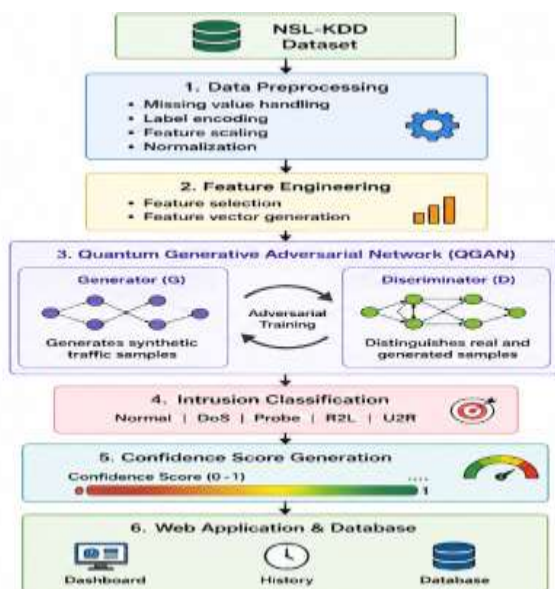 NSL-KDD
Dataset
1. Data Preprocessing
• Missing value handling
• Label encoding
• Feature scaling
• Normalization
2. Feature Engineering
• Feature selection
• Feature vector generation
3. Quantum Generative Adversarial Network (QGAN)
Generator (G)
Generates synthetic
traffic samples
Adversarial
Training
Discriminator (D)
Distinguishes real and
generated samples
4. Intrusion Classification
Normal | DoS | Probe | R2L | U2R
5. Confidence Score Generation
Confidence Score (0 - 1)
0 1
6. Web Application & Database
Dashboard History Database